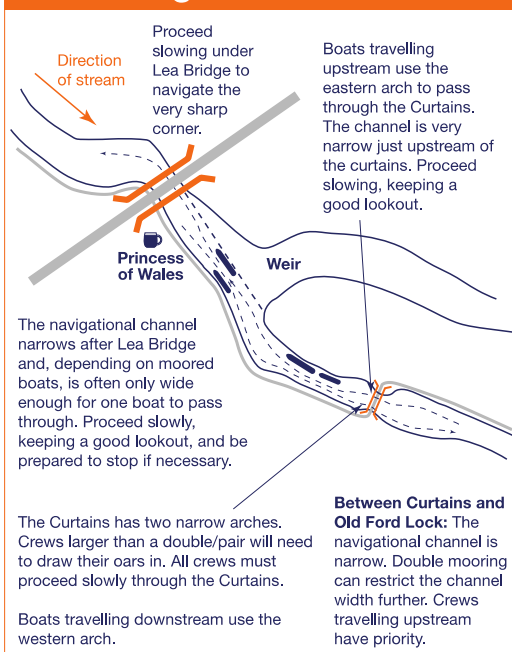 Direction
of stream
Proceed
slowing under
Lea Bridge to
navigate the
very sharp
corner.
Boats travelling
upstream use the
eastern arch to pass
through the Curtains.
The channel is very
narrow just upstream of
the curtains. Proceed
slowing, keeping a
good lookout.
Princess
of Wales
Weir
The navigational channel
narrows after Lea Bridge
and, depending on moored
boats, is often only wide
enough for one boat to pass
through. Proceed slowly,
keeping a good lookout, and be
prepared to stop if necessary.
The Curtains has two narrow arches.
Crews larger than a double/pair will need
to draw their oars in. All crews must
proceed slowly through the Curtains.
Boats travelling downstream use the
western arch.
Between Curtains and
Old Ford Lock: The
navigational channel is
narrow. Double mooring
can restrict the channel
width further. Crews
travelling upstream
have priority.